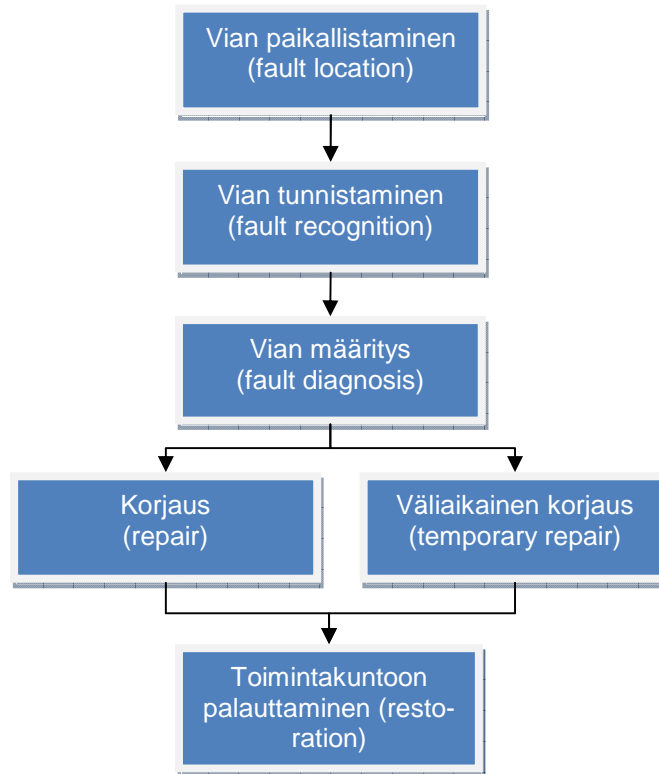 Vian paikallistaminen
(fault location)
Vian tunnistaminen
(fault recognition)
Vian määritys
(fault diagnosis)
Korjaus
(repair)
Väliaikainen korjaus
(temporary repair)
Toimintakuntoon
palauttaminen (resto-
ration)